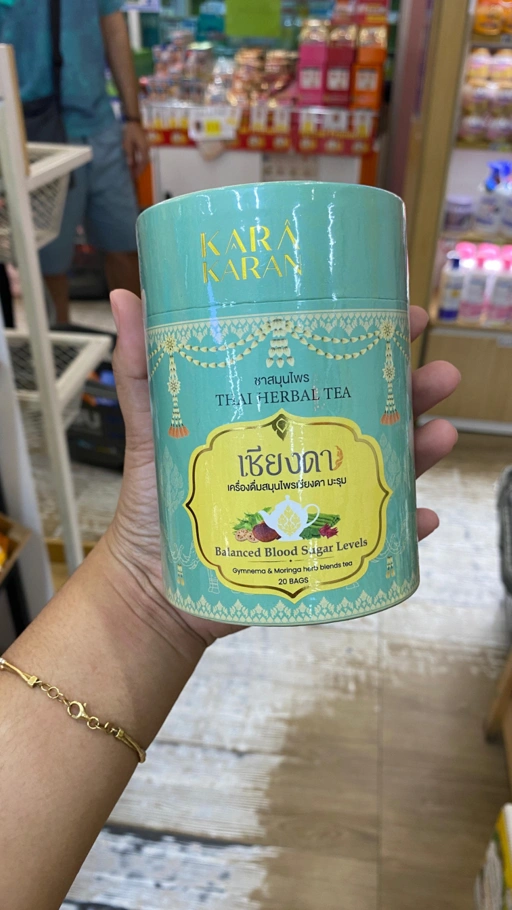 KARÂ
KARAN
ชาสมุนไพร
THAI HERBAL TEA
เชียงดา
เครื่องดื่มสมุนไพรเชียงดา มะรุม
Balanced Blood Sugar Levels
Gymnema & Moringa herb blends tea
20 BAGS